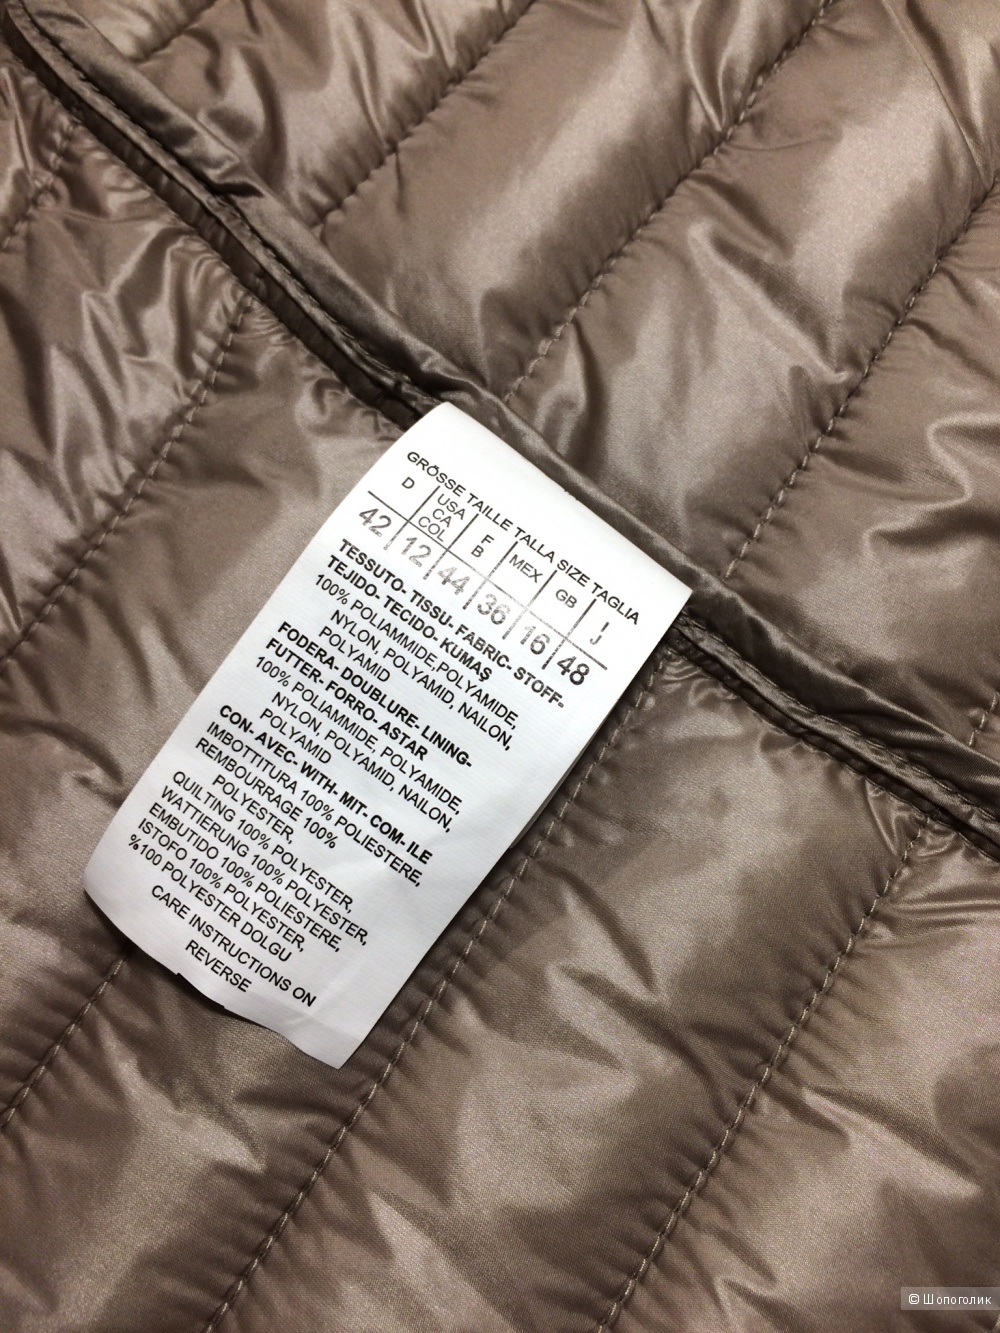 GRÖSSE TAILLE TALLA SIZE TAGLIA
D USA CA COL F B MEX GB J
42 12 44 36 16 48
TESSUTO- TISSU- FABRIC- STOFF-
TEJIDO- TECIDO- KUMAŞ
100% POLIAMMIDE,POLYAMIDE,
NYLON, POLYAMID, NAILON,
POLYAMID
FODERA- DOUBLURE- LINING-
FUTTER- FORRO- ASTAR
100% POLIAMMIDE, POLYAMIDE,
NYLON, POLYAMID, NAILON,
POLYAMID
CON- AVEC- WITH- MIT- COM- ILE
IMBOTTITURA 100% POLIESTERE,
REMBOURRAGE 100%
POLYESTER,
QUILTING 100% POLYESTER,
WATTIERUNG 100% POLYESTER,
EMBUTIDO 100% POLIESTERE,
ISTOFO 100% POLYESTER,
%100 POLYESTER DOLGU
CARE INSTRUCTIONS ON
REVERSE
© Шопоголик